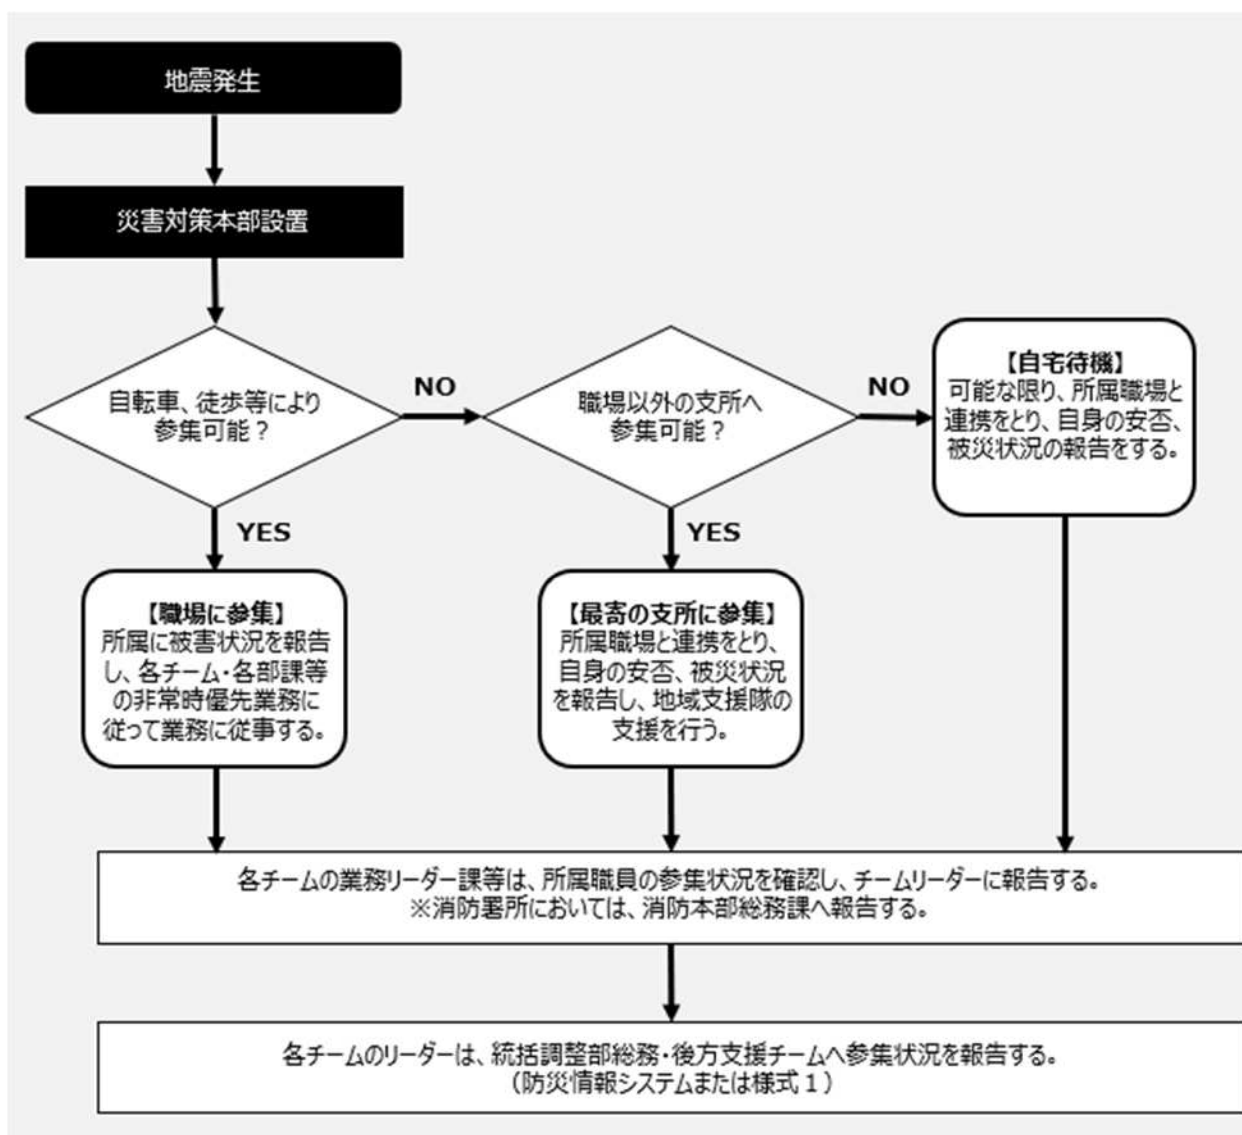 地震発生
災害対策本部設置
自転車、徒歩等により
参集可能？
NO
職場以外の支所へ
参集可能？
NO
【自宅待機】
可能な限り、所属職場と
連携をとり、自身の安否、
被災状況の報告をする。
YES
YES
【職場に参集】
所属に被害状況を報告
し、各チーム・各部課等
の非常時優先業務に
従って業務に従事する。
【最寄の支所に参集】
所属職場と連携をとり、
自身の安否、被災状況
を報告し、地域支援隊の
支援を行う。
各チームの業務リーダー課等は、所属職員の参集状況を確認し、チームリーダーに報告する。
※消防署所においては、消防本部総務課へ報告する。
各チームのリーダーは、統括調整部総務・後方支援チームへ参集状況を報告する。
（防災情報システムまたは様式１）